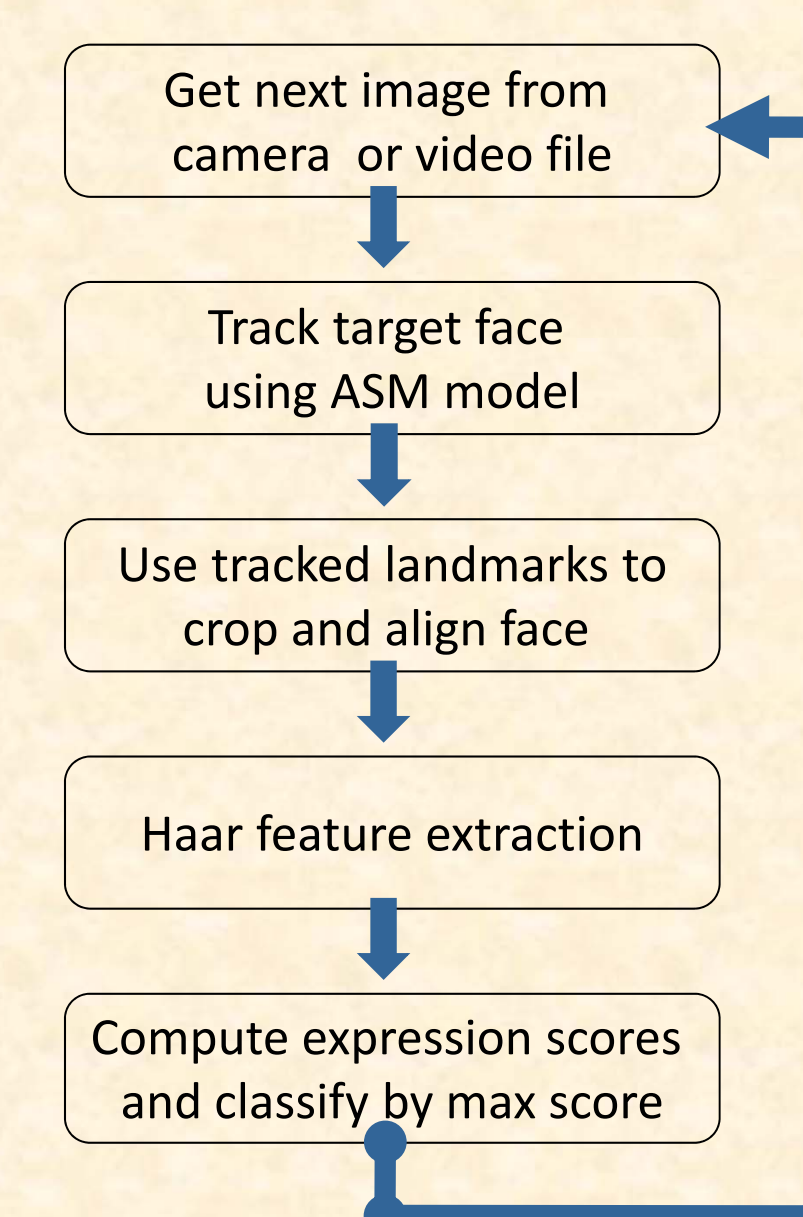 Get next image from
camera  or video file
Track target face
using ASM model
Use tracked landmarks to
crop and align face
Haar feature extraction
Compute expression scores
and classify by max score